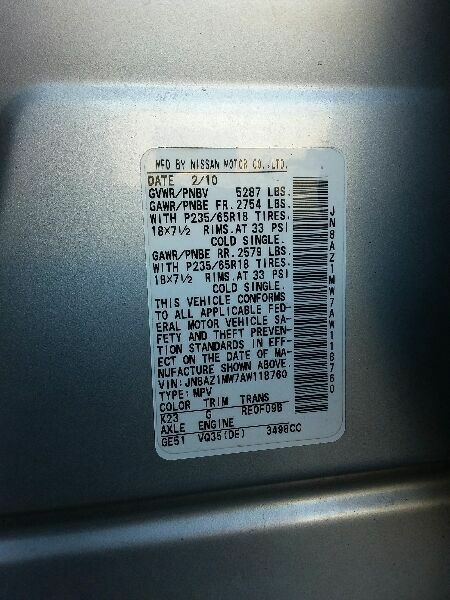 MFD BY NISSAN MOTOR CO.,LTD.
DATE 2/10
GVWR/PNBV 5287 LBS.
GAWR/PNBE FR. 2754 LBS.
WITH P235/65R18 TIRES.
18×7½ RIMS.AT 33 PSI
COLD SINGLE.
GAWR/PNBE RR. 2579 LBS.
WITH P235/65R18 TIRES.
18×7½ RIMS.AT 33 PSI
COLD SINGLE.
THIS VEHICLE CONFORMS
TO ALL APPLICABLE FED-
ERAL MOTOR VEHICLE SA-
FETY AND THEFT PREVEN-
TION STANDARDS IN EFF-
ECT ON THE DATE OF MA-
NUFACTURE SHOWN ABOVE.
VIN:JN8AZ1MW7AW118760
TYPE:MPV
COLOR TRIM TRANS
K23 C RE0F09B
AXLE ENGINE
GE51 VQ35(DE) 3498CC
JN8AZ1MW7AW118760